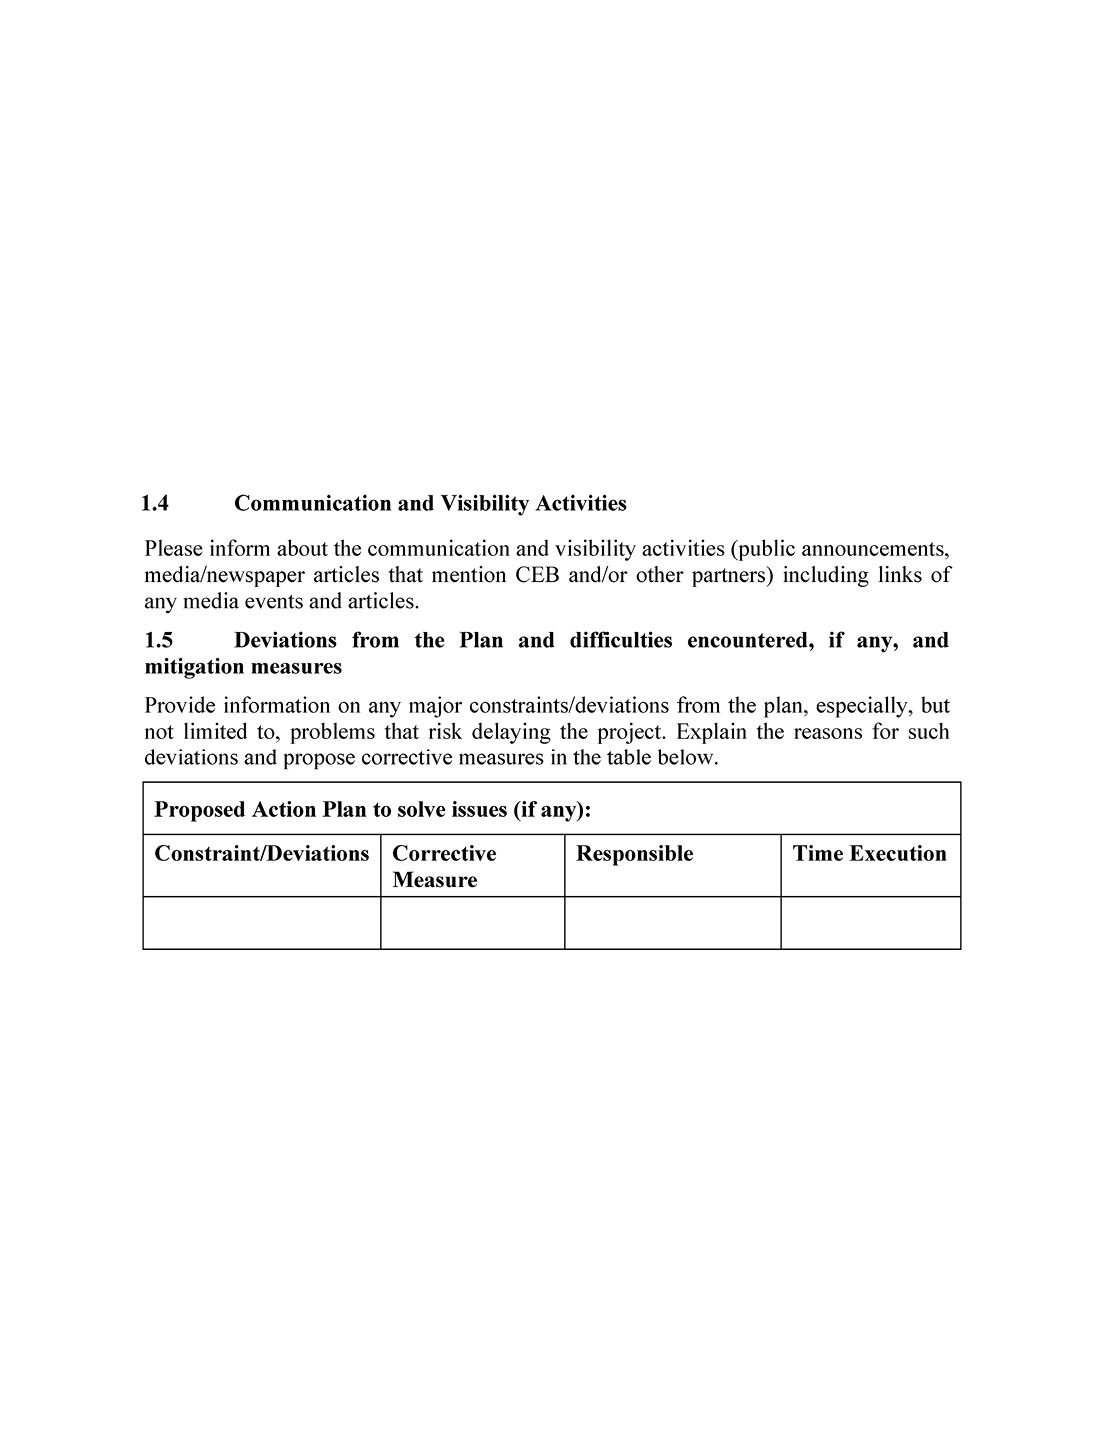 1.4 Communication and Visibility Activities
Please inform about the communication and visibility activities (public announcements,
media/newspaper articles that mention CEB and/or other partners) including links of
any media events and articles.
1.5 Deviations from the Plan and difficulties encountered, if any, and
mitigation measures
Provide information on any major constraints/deviations from the plan, especially, but
not limited to, problems that risk delaying the project. Explain the reasons for such
deviations and propose corrective measures in the table below.
Proposed Action Plan to solve issues (if any):
Constraint/Deviations Corrective Responsible Time Execution
Measure